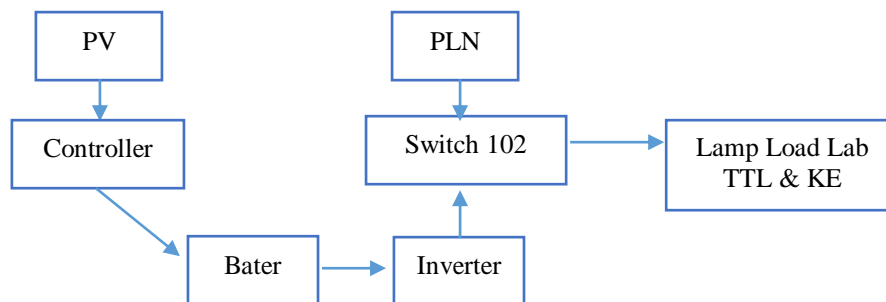 PV
PLN
Controller
Switch 102
Lamp Load Lab
TTL & KE
Bater
Inverter